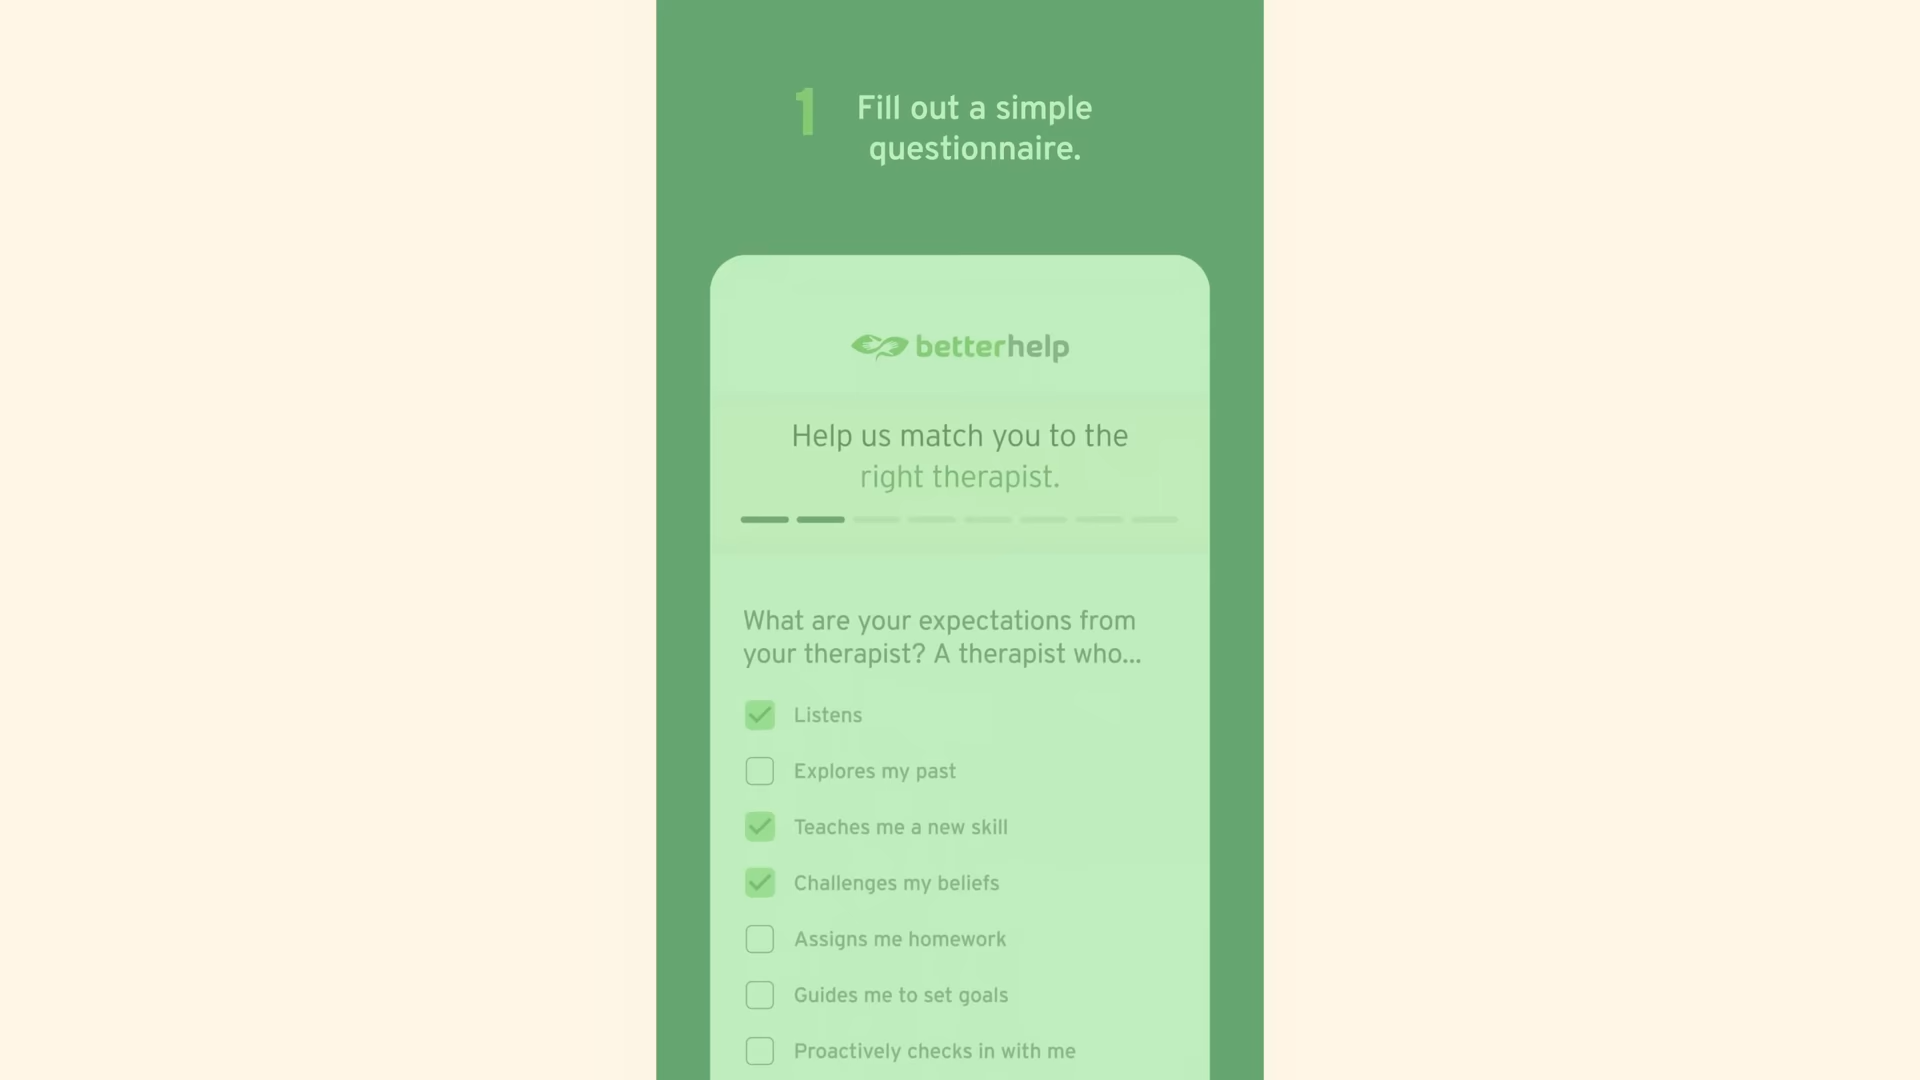 1
Fill out a simple
questionnaire.
betterhelp
Help us match you to the
right therapist.
What are your expectations from
your therapist? A therapist who...
Listens
Explores my past
Teaches me a new skill
Challenges my beliefs
Assigns me homework
Guides me to set goals
Proactively checks in with me